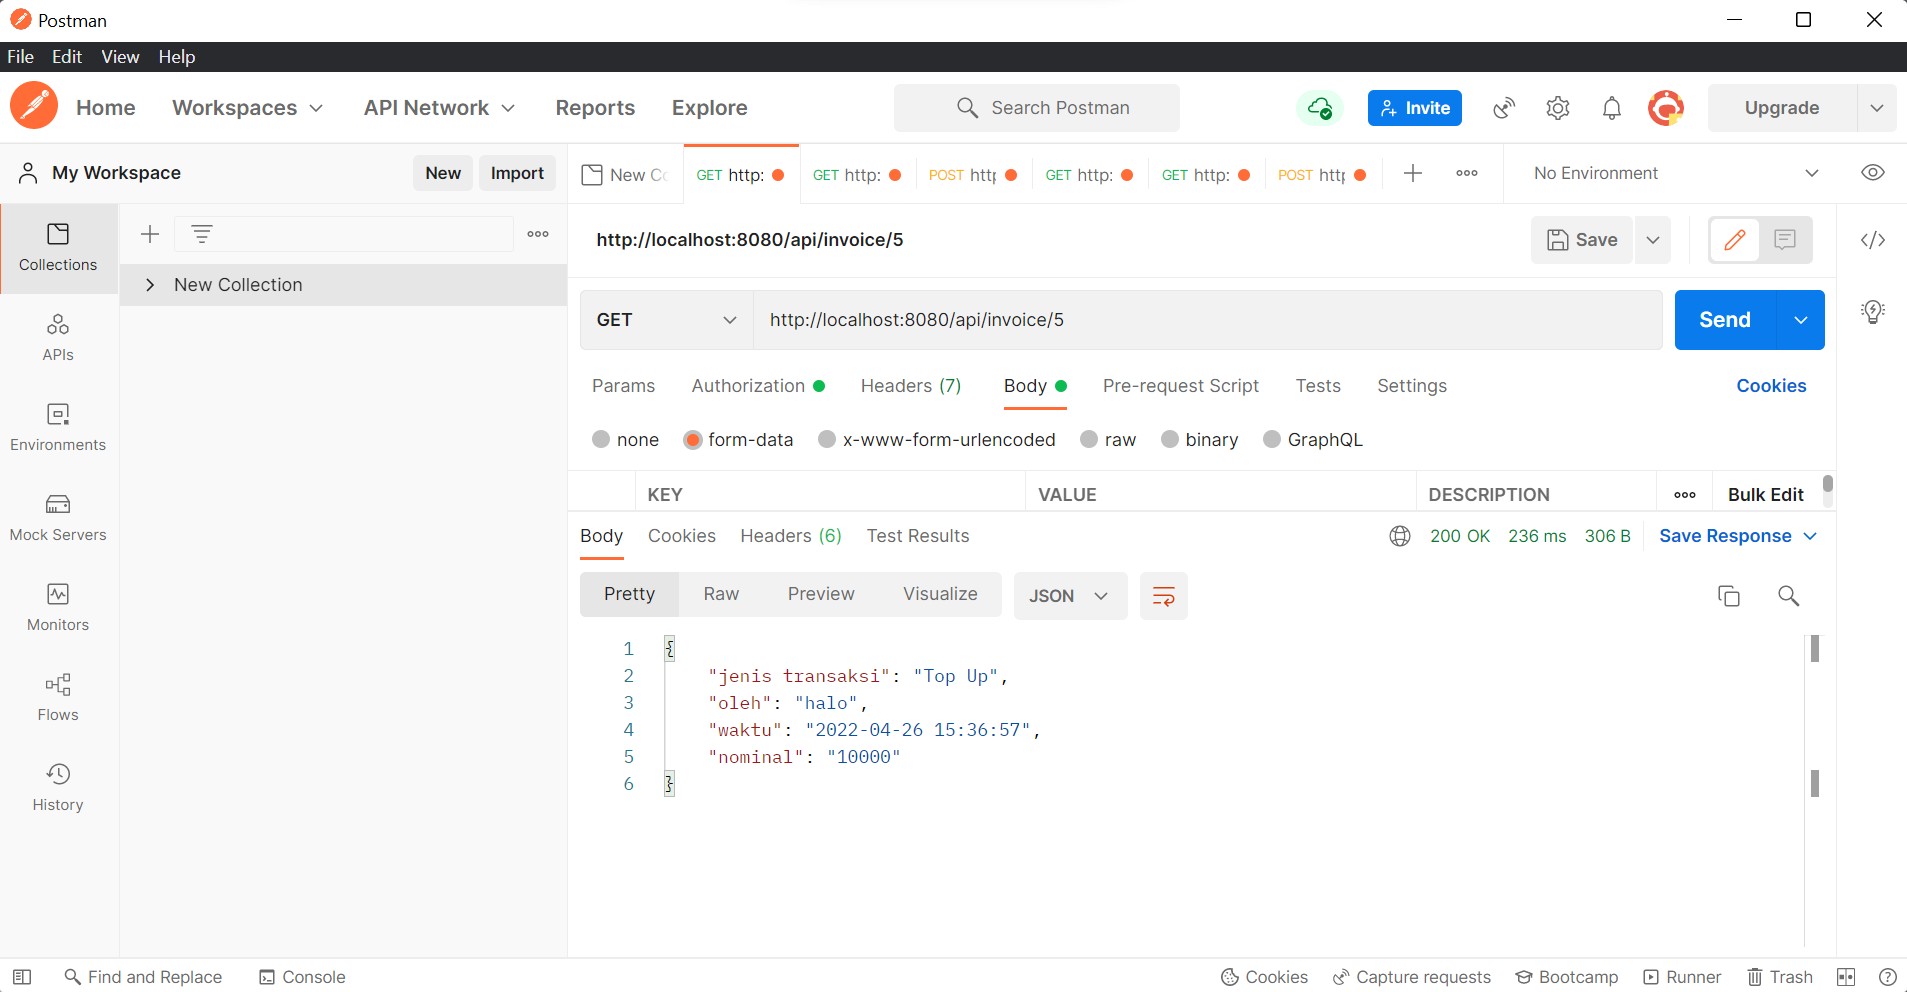 Postman
File Edit View Help
Home Workspaces API Network Reports Explore Search Postman Invite Upgrade
My Workspace New Import
New Co GET http: GET http: POST http GET http: GET http: POST http No Environment
Collections
APIs
Environments
Mock Servers
Monitors
Flows
History
New Collection
http://localhost:8080/api/invoice/5 Save
GET http://localhost:8080/api/invoice/5 Send
Params Authorization Headers (7) Body Pre-request Script Tests Settings Cookies
none form-data x-www-form-urlencoded raw binary GraphQL
KEY VALUE DESCRIPTION Bulk Edit
Body Cookies Headers (6) Test Results 200 OK 236 ms 306 B Save Response
Pretty Raw Preview Visualize JSON
1 {
2 "jenis transaksi": "Top Up",
3 "oleh": "halo",
4 "waktu": "2022-04-26 15:36:57",
5 "nominal": "10000"
6 }
Find and Replace Console Cookies Capture requests Bootcamp Runner Trash